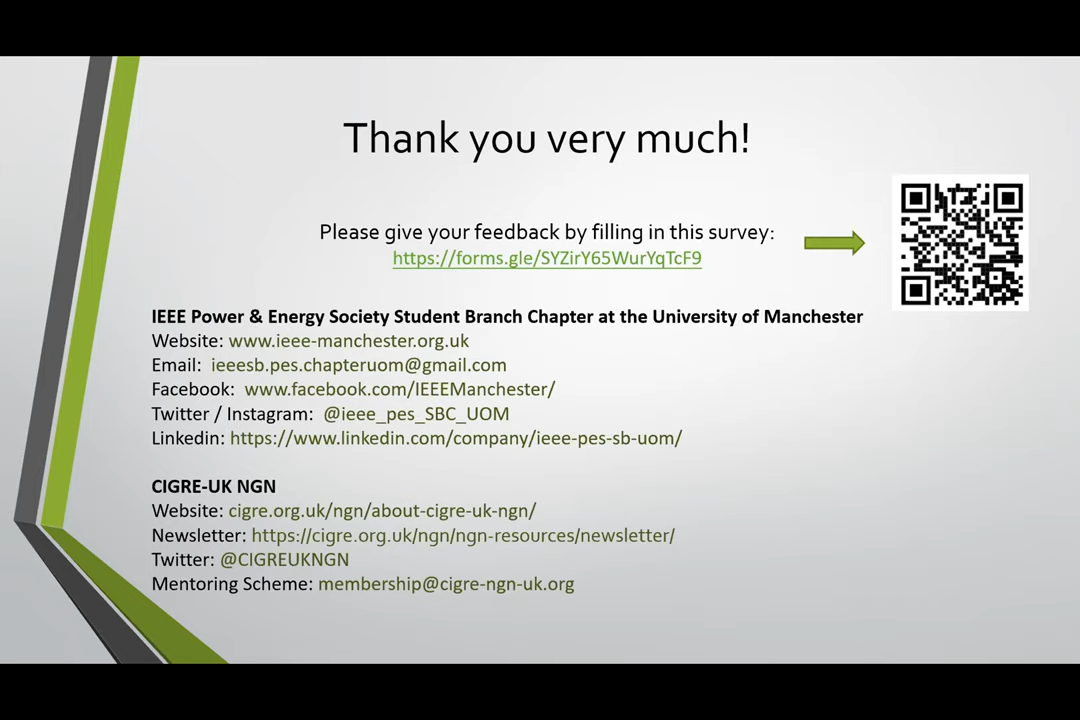 Thank you very much!
Please give your feedback by filling in this survey:
https://forms.gle/SYZirY65WurYqTcF9
IEEE Power & Energy Society Student Branch Chapter at the University of Manchester
Website: www.ieee-manchester.org.uk
Email: ieeesb.pes.chapteruom@gmail.com
Facebook: www.facebook.com/IEEEManchester/
Twitter / Instagram: @ieee_pes_SBC_UOM
Linkedin: https://www.linkedin.com/company/ieee-pes-sb-uom/
CIGRE-UK NGN
Website: cigre.org.uk/ngn/about-cigre-uk-ngn/
Newsletter: https://cigre.org.uk/ngn/ngn-resources/newsletter/
Twitter: @CIGREUKNGN
Mentoring Scheme: membership@cigre-ngn-uk.org